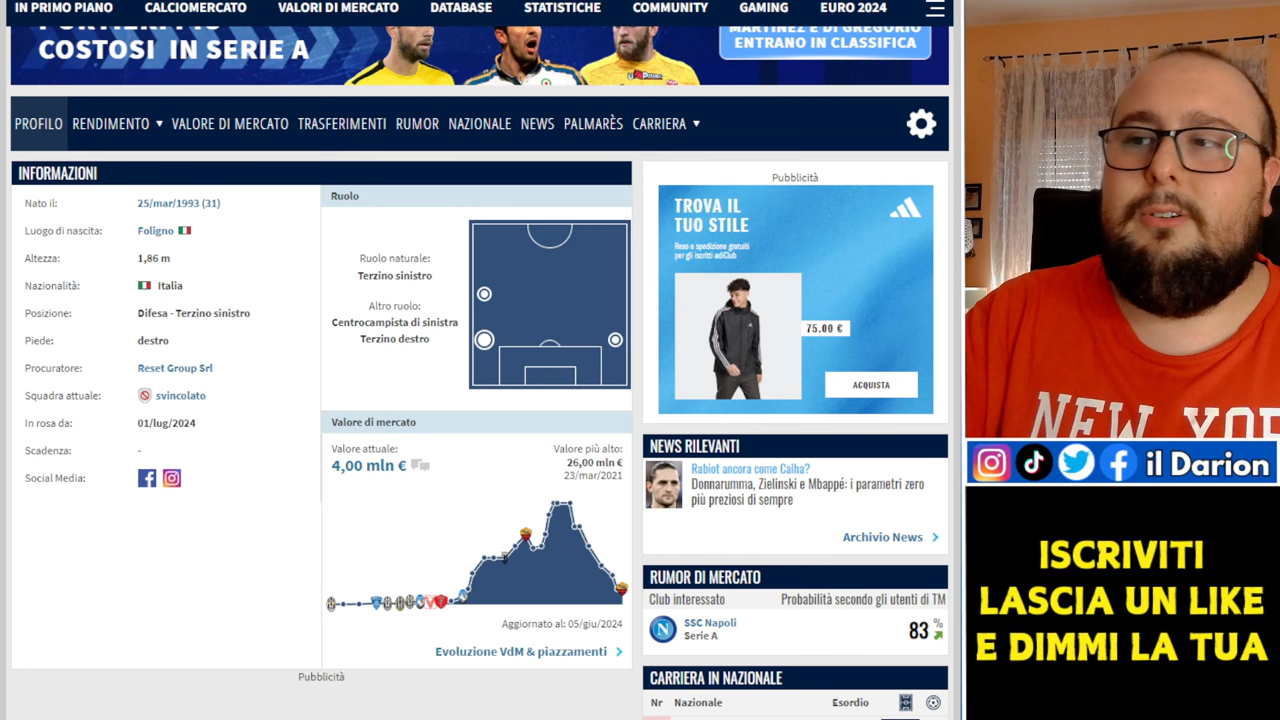 IN PRIMO PIANO CALCIOMERCATO VALORI DI MERCATO DATABASE STATISTICHE COMMUNITY GAMING EURO 2024
COSTOSI IN SERIE A
MARTINEZ E DI GREGORIO
ENTRANO IN CLASSIFICA
PROFILO RENDIMENTO VALORE DI MERCATO TRASFERIMENTI RUMOR NAZIONALE NEWS PALMARÈS CARRIERA
INFORMAZIONI
Nato il: 25/mar/1993 (31)
Luogo di nascita: Foligno
Altezza: 1,86 m
Nazionalità: Italia
Posizione: Difesa - Terzino sinistro
Piede: destro
Procuratore: Reset Group Srl
Squadra attuale: svincolato
In rosa da: 01/lug/2024
Scadenza: -
Social Media:
Ruolo
Ruolo naturale:
Terzino sinistro
Altro ruolo:
Centrocampista di sinistra
Terzino destro
Valore di mercato
Valore attuale:
4,00 mln €
Valore più alto:
26,00 mln €
23/mar/2021
Aggiornato al: 05/giu/2024
Evoluzione VdM & piazzamenti
Pubblicità
Pubblicità
TROVA IL
TUO STILE
Reso e spedizione gratuiti
per gli iscritti adiClub
75.00 €
ACQUISTA
NEWS RILEVANTI
Rabiot ancora come Calha?
Donnarumma, Zielinski e Mbappé: i parametri zero
più preziosi di sempre
Archivio News
RUMOR DI MERCATO
Club interessato Probabilità secondo gli utenti di TM
SSC Napoli
Serie A
83 %
CARRIERA IN NAZIONALE
Nr Nazionale Esordio
NEW YO
il Darion
ISCRIVITI
LASCIA UN LIKE
E DIMMI LA TUA